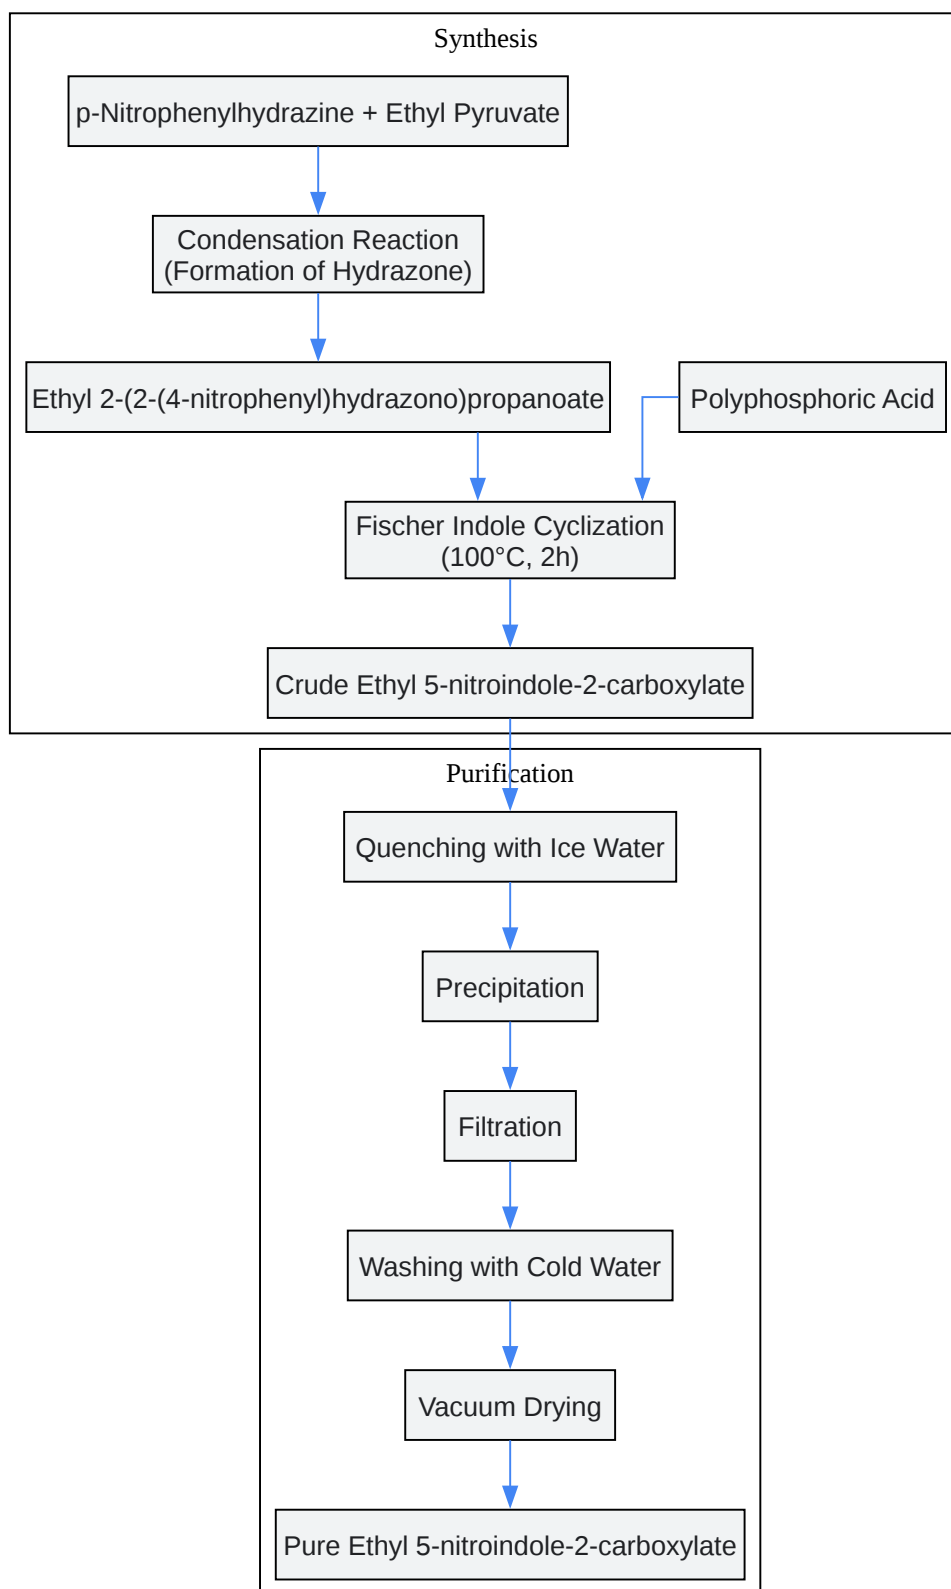 Synthesis
p-Nitrophenylhydrazine + Ethyl Pyruvate
Condensation Reaction
(Formation of Hydrazone)
Ethyl 2-(2-(4-nitrophenyl)hydrazono)propanoate
Polyphosphoric Acid
Fischer Indole Cyclization
(100°C, 2h)
Crude Ethyl 5-nitroindole-2-carboxylate
Purification
Quenching with Ice Water
Precipitation
Filtration
Washing with Cold Water
Vacuum Drying
Pure Ethyl 5-nitroindole-2-carboxylate